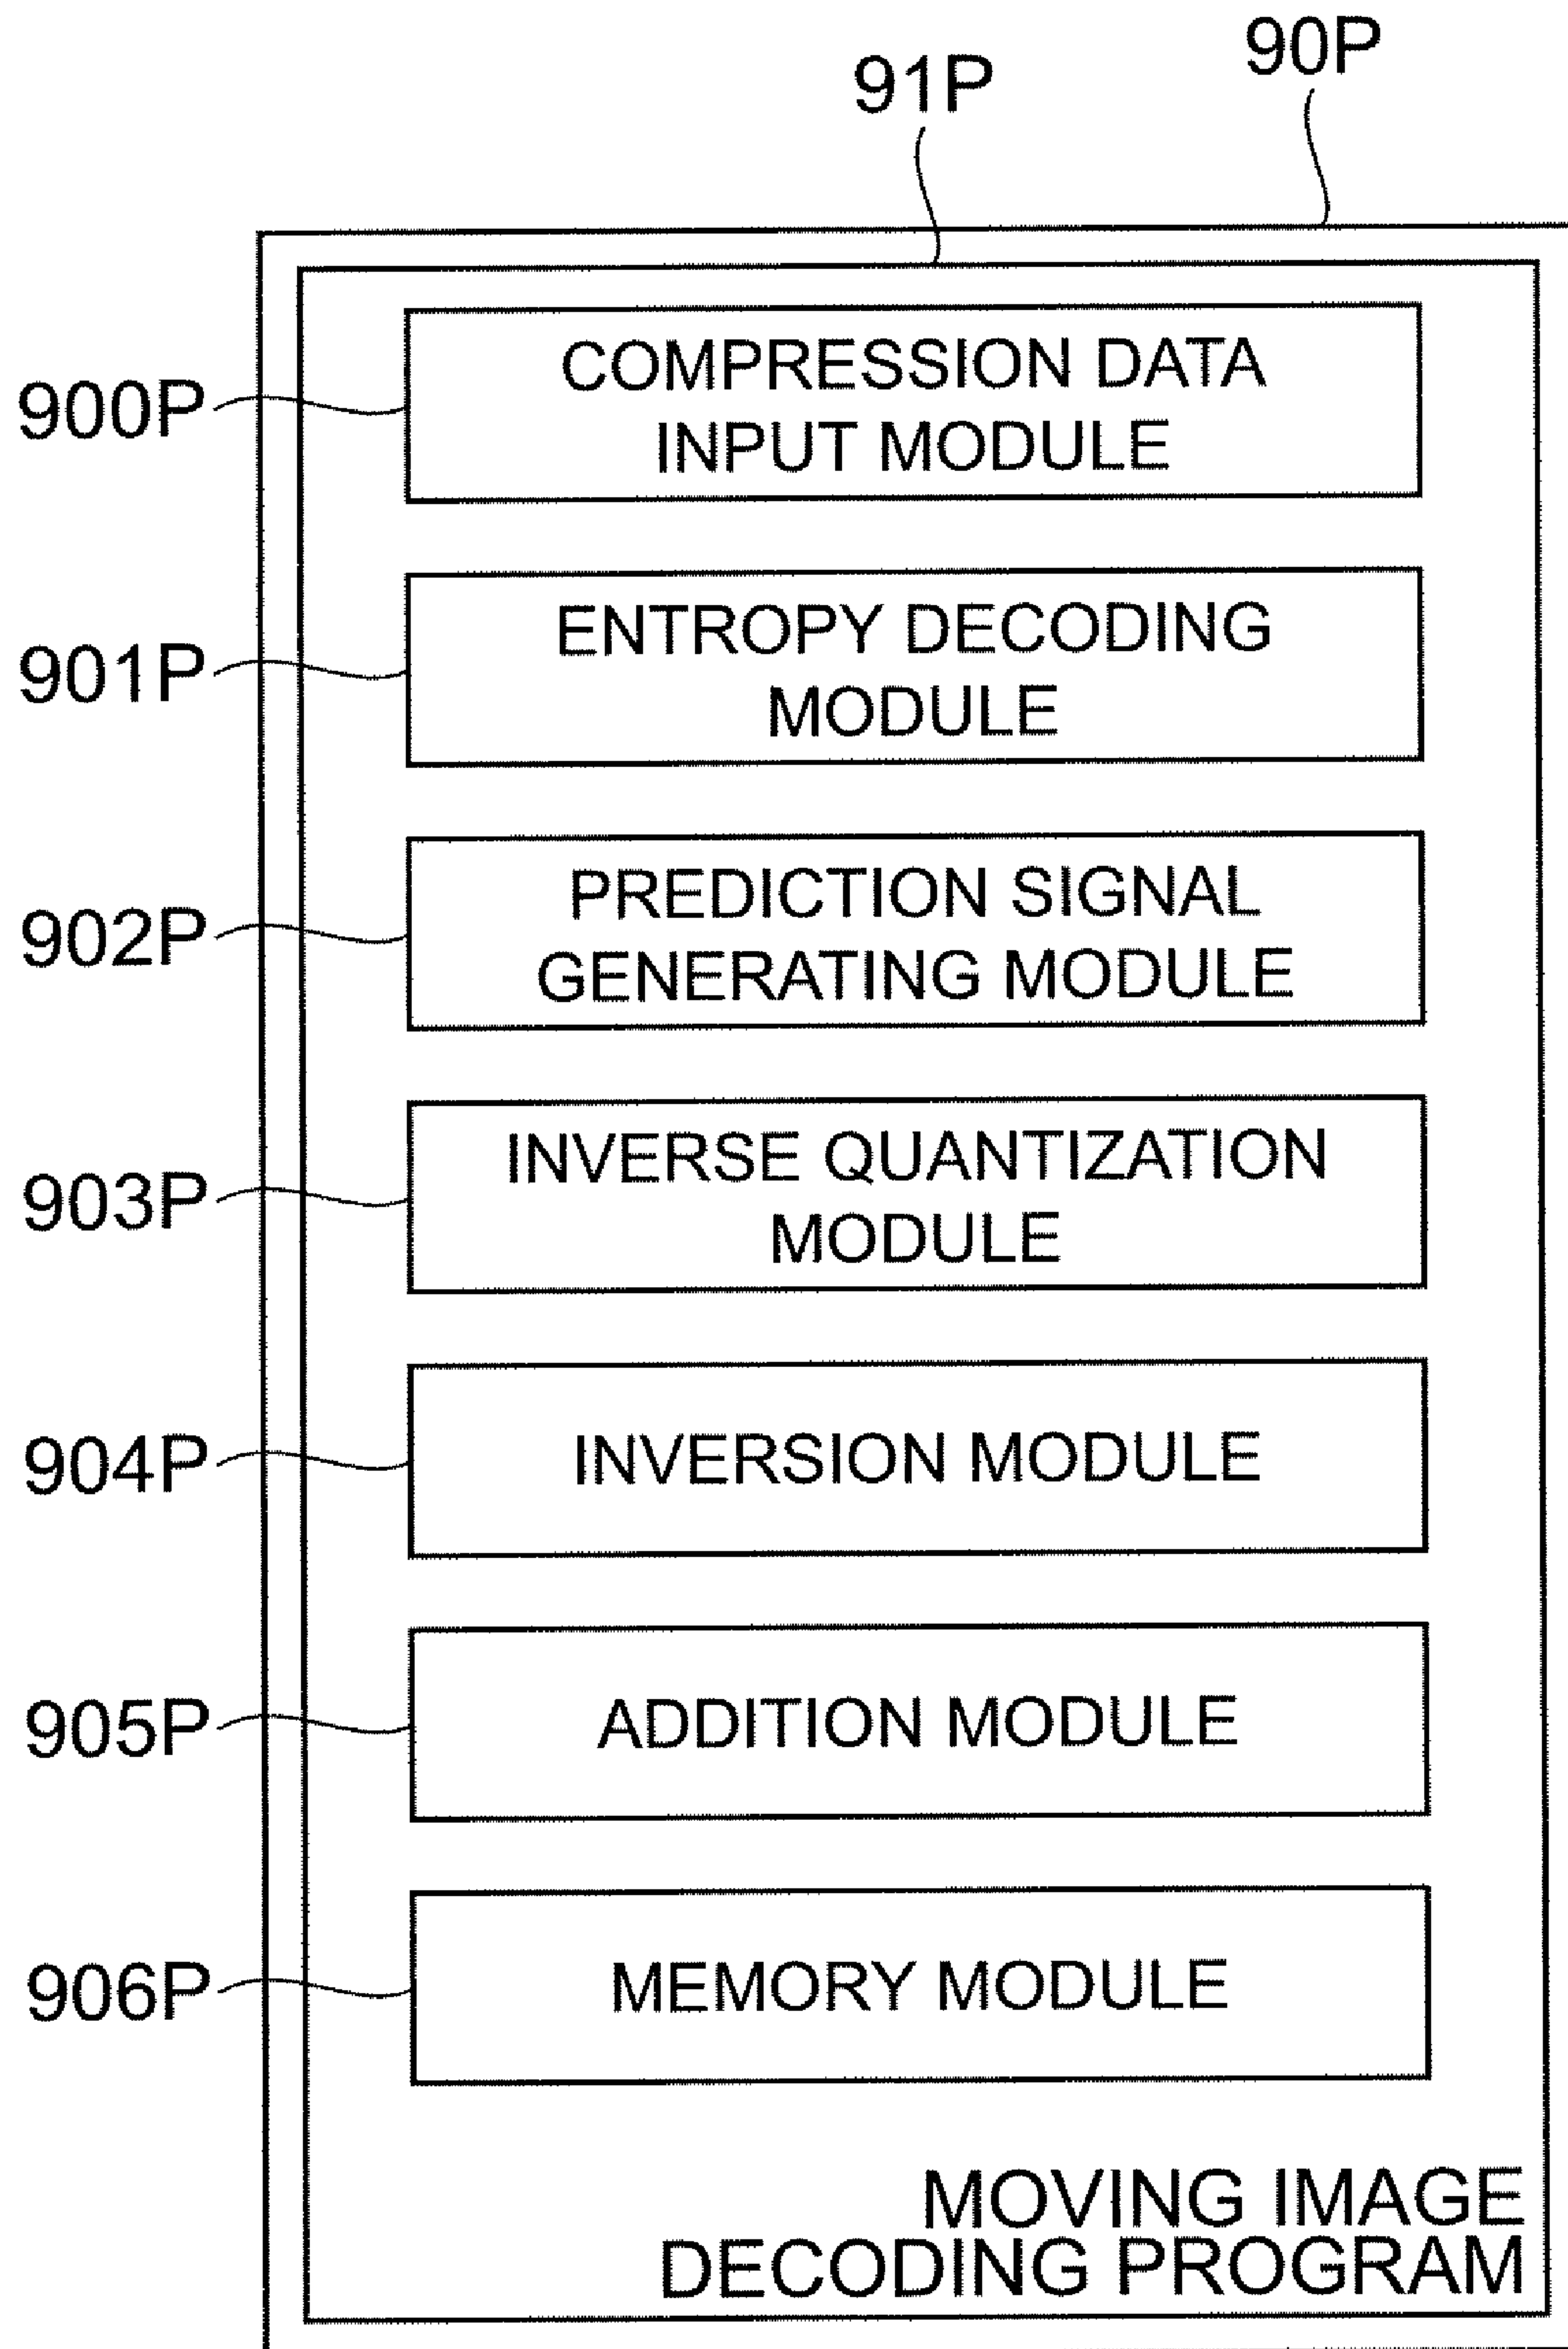 90P
91P
900P
COMPRESSION DATA
INPUT MODULE
901P
ENTROPY DECODING
MODULE
902P
PREDICTION SIGNAL
GENERATING MODULE
903P
INVERSE QUANTIZATION
MODULE
904P
INVERSION MODULE
905P
ADDITION MODULE
906P
MEMORY MODULE
MOVING IMAGE
DECODING PROGRAM